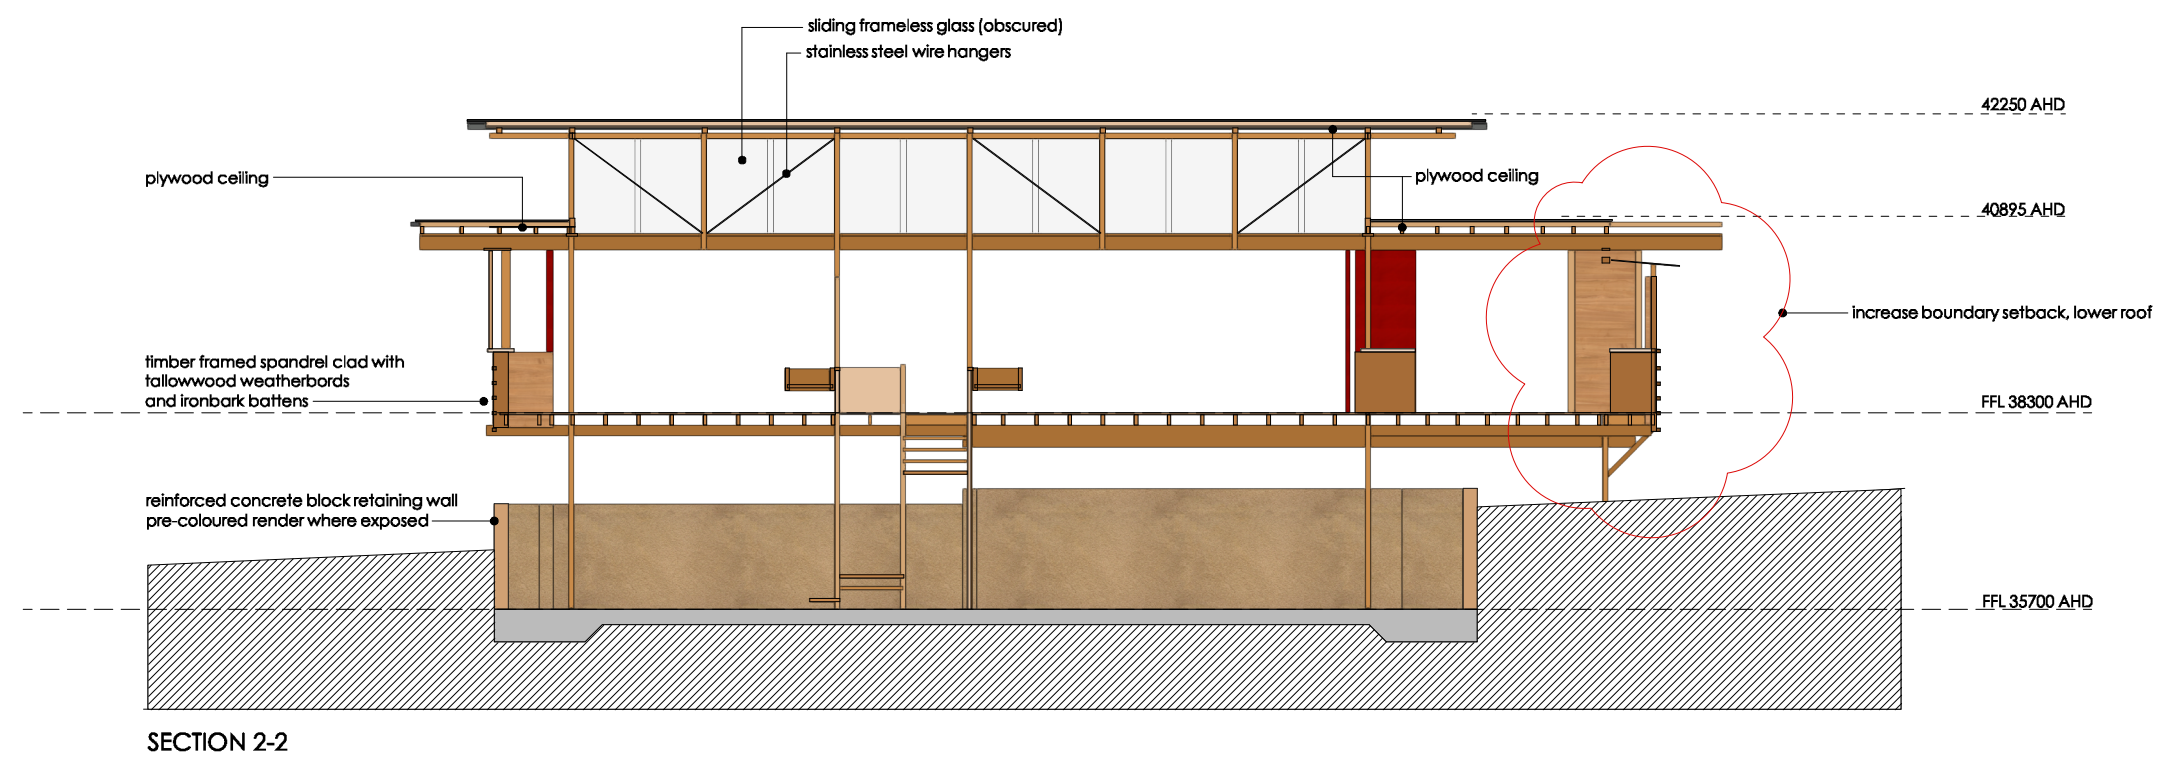 sliding frameless glass (obscured)
stainless steel wire hangers
42250 AHD
plywood ceiling
plywood ceiling
40895 AHD
increase boundary setback, lower roof
timber framed spandrel clad with
tallowwood weatherbords
and ironbark battens
FFL 38300 AHD
reinforced concrete block retaining wall
pre-coloured render where exposed
FFL 35700 AHD
SECTION 2-2